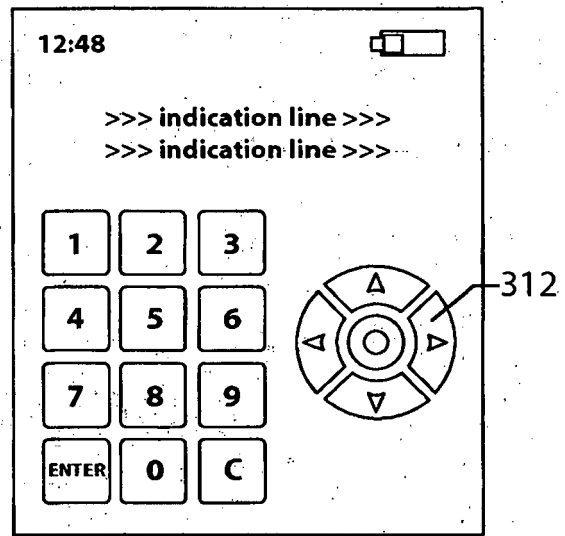 12:48
>>> indication line >>>
>>> indication line >>>
1 2 3
4 5 6
312
7 8 9
ENTER 0 C